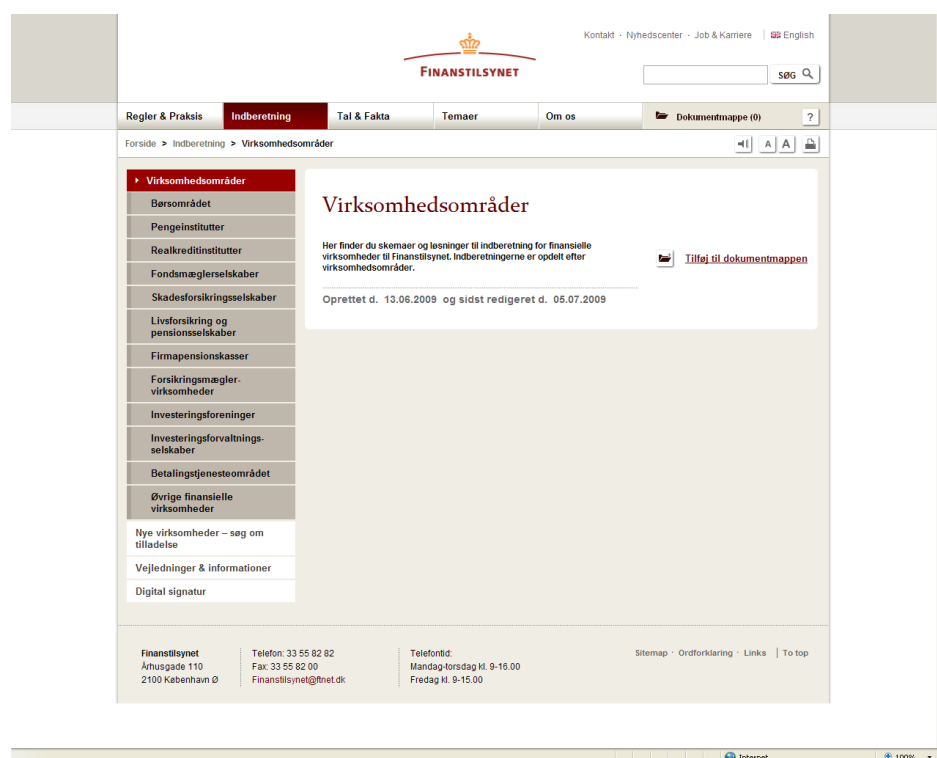 Kontakt · Nyhedscenter · Job & Karriere | English
FINANSTILSYNET
SØG
Regler & Praksis Indberetning Tal & Fakta Temaer Om os Dokumentmappe (0) ?
Forside > Indberetning > Virksomhedsområder A A
Virksomhedsområder
Børsområdet
Pengeinstitutter
Realkreditinstitutter
Fondsmæglerselskaber
Skadesforsikringsselskaber
Livsforsikring og
pensionsselskaber
Firmapensionskasser
Forsikringsmægler-
virksomheder
Investeringsforeninger
Investeringsforvaltnings-
selskaber
Betalingstjenesteområdet
Øvrige finansielle
virksomheder
Nye virksomheder – søg om
tilladelse
Vejledninger & informationer
Digital signatur
Virksomhedsområder
Her finder du skemaer og løsninger til indberetning for finansielle
virksomheder til Finanstilsynet. Indberetningerne er opdelt efter
virksomhedsområder.
Tilføj til dokumentmappen
Oprettet d. 13.06.2009 og sidst redigeret d. 05.07.2009
Finanstilsynet
Århusgade 110
2100 København Ø
Telefon: 33 55 82 82
Fax: 33 55 82 00
Finanstilsynet@ftnet.dk
Telefontid:
Mandag-torsdag kl. 9-16.00
Fredag kl. 9-15.00
Sitemap · Ordforklaring · Links | To top
Internet 100%